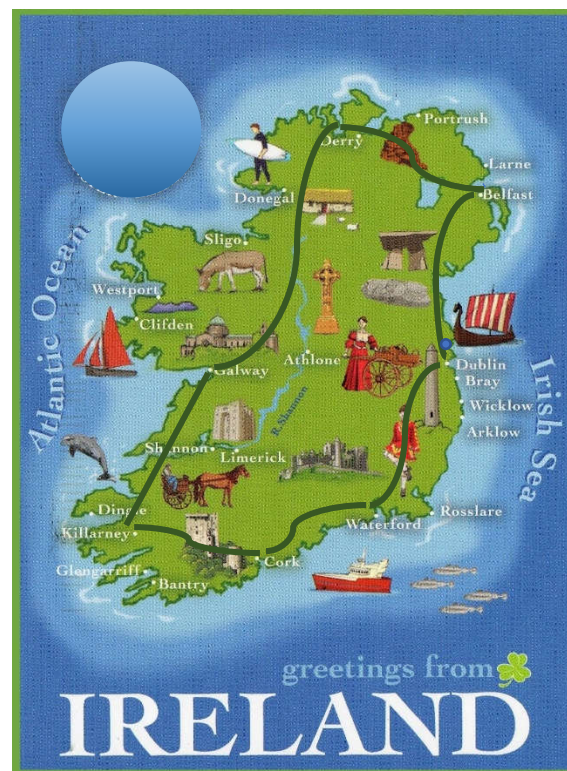 Portrush
Derry
Larne
Donegal
Belfast
Sligo
Westport
Clifden
Atlantic Ocean
Galway
Athlone
Dublin
Bray
Irish Sea
Wicklow
Arklow
R. Shannon
Shannon
Limerick
Dingle
Rosslare
Waterford
Killarney
Cork
Glengarriff
Bantry
greetings from
IRELAND